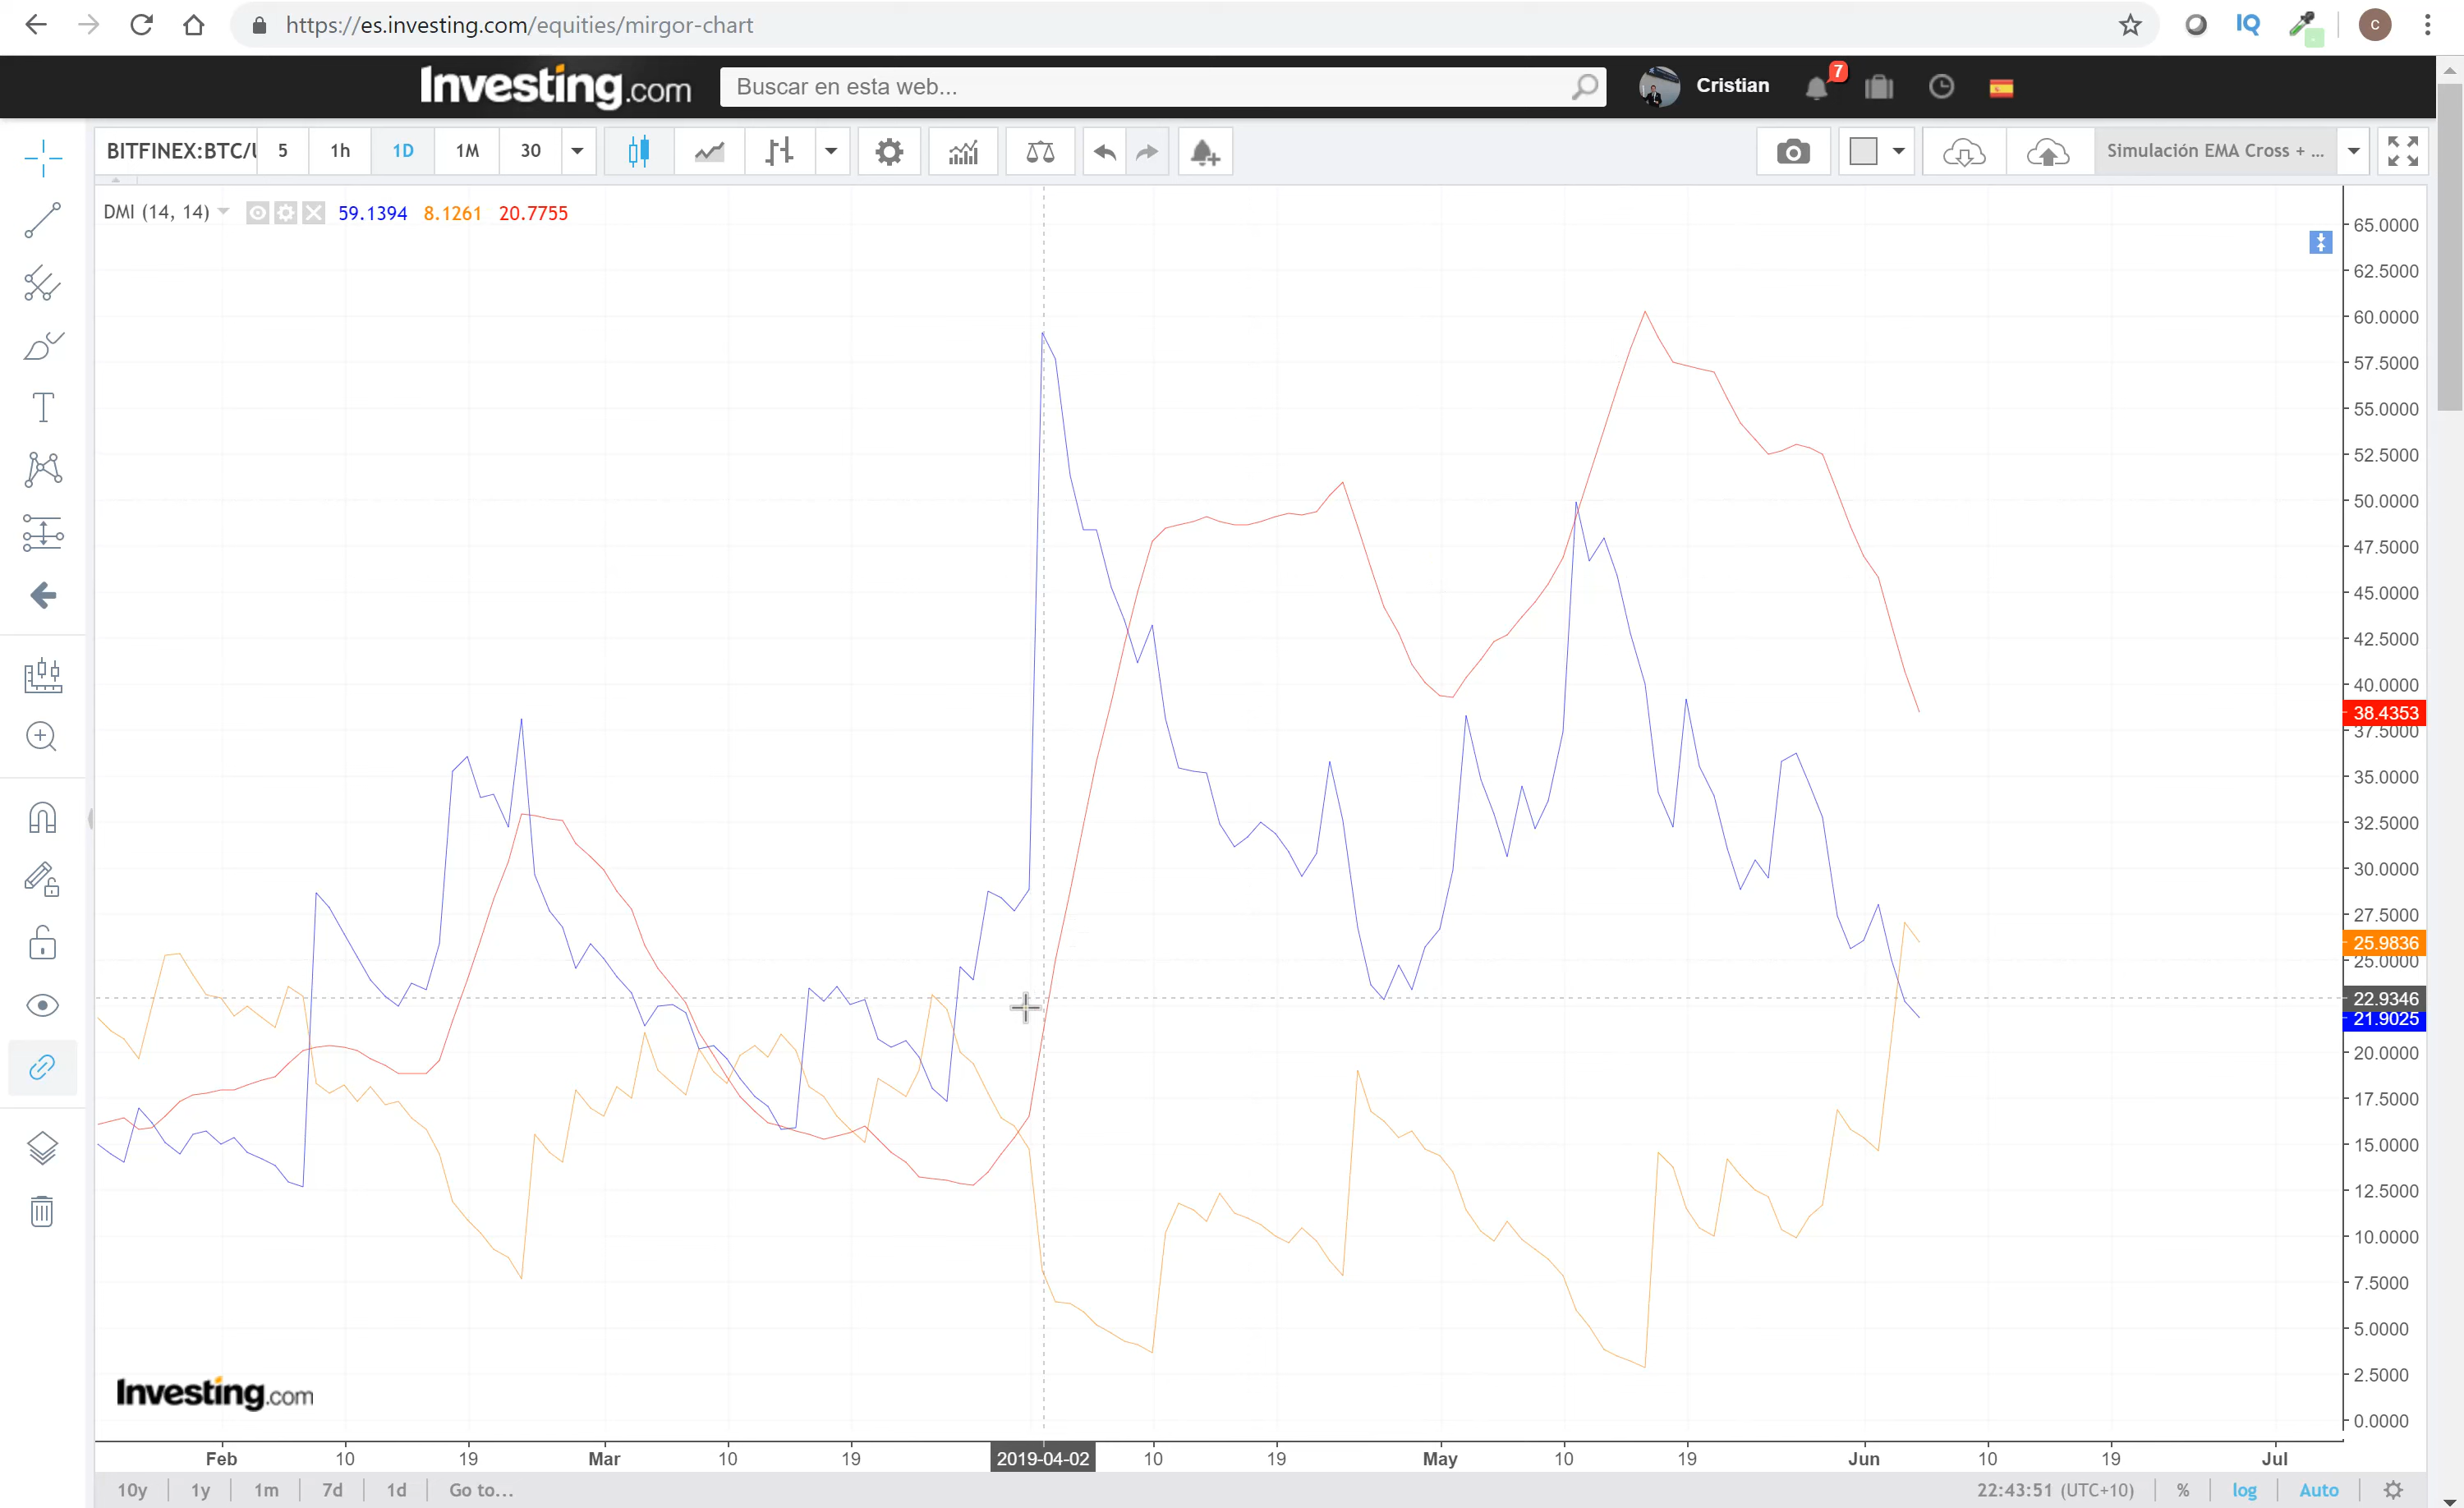 https://es.investing.com/equities/mirgor-chart
IQ
C
Investing.com
Buscar en esta web...
Cristian
7
BITFINEX:BTC/U
5
1h
1D
1M
30
Simulación EMA Cross + ...
DMI (14, 14)
59.1394 8.1261 20.7755
65.0000
62.5000
60.0000
57.5000
55.0000
52.5000
50.0000
47.5000
45.0000
42.5000
40.0000
38.4353
37.5000
35.0000
32.5000
30.0000
27.5000
25.9836
25.0000
22.9346
21.9025
20.0000
17.5000
15.0000
12.5000
10.0000
7.5000
5.0000
2.5000
0.0000
Investing.com
Feb 10 19 Mar 10 19 2019-04-02 10 19 May 10 19 Jun 10 19 Jul
10y 1y 1m 7d 1d Go to... 22:43:51 (UTC+10) % log Auto